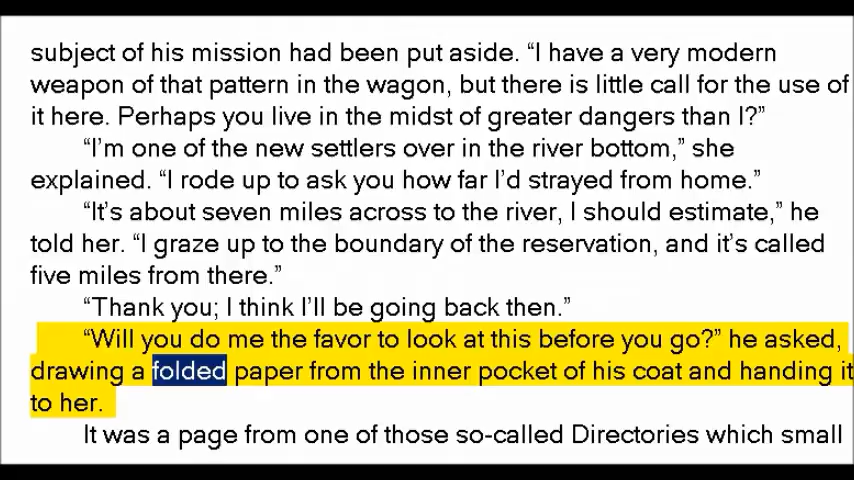 subject of his mission had been put aside. “I have a very modern
weapon of that pattern in the wagon, but there is little call for the use of
it here. Perhaps you live in the midst of greater dangers than I?”
“I’m one of the new settlers over in the river bottom,” she
explained. “I rode up to ask you how far I’d strayed from home.”
“It’s about seven miles across to the river, I should estimate,” he
told her. “I graze up to the boundary of the reservation, and it’s called
five miles from there.”
“Thank you; I think I’ll be going back then.”
“Will you do me the favor to look at this before you go?” he asked,
drawing a folded paper from the inner pocket of his coat and handing it
to her.
It was a page from one of those so-called Directories which small